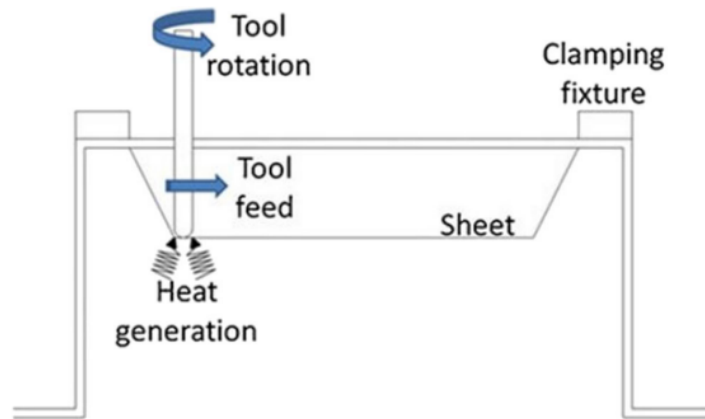 Tool
rotation
Clamping
fixture
Tool
feed
Sheet
Heat
generation